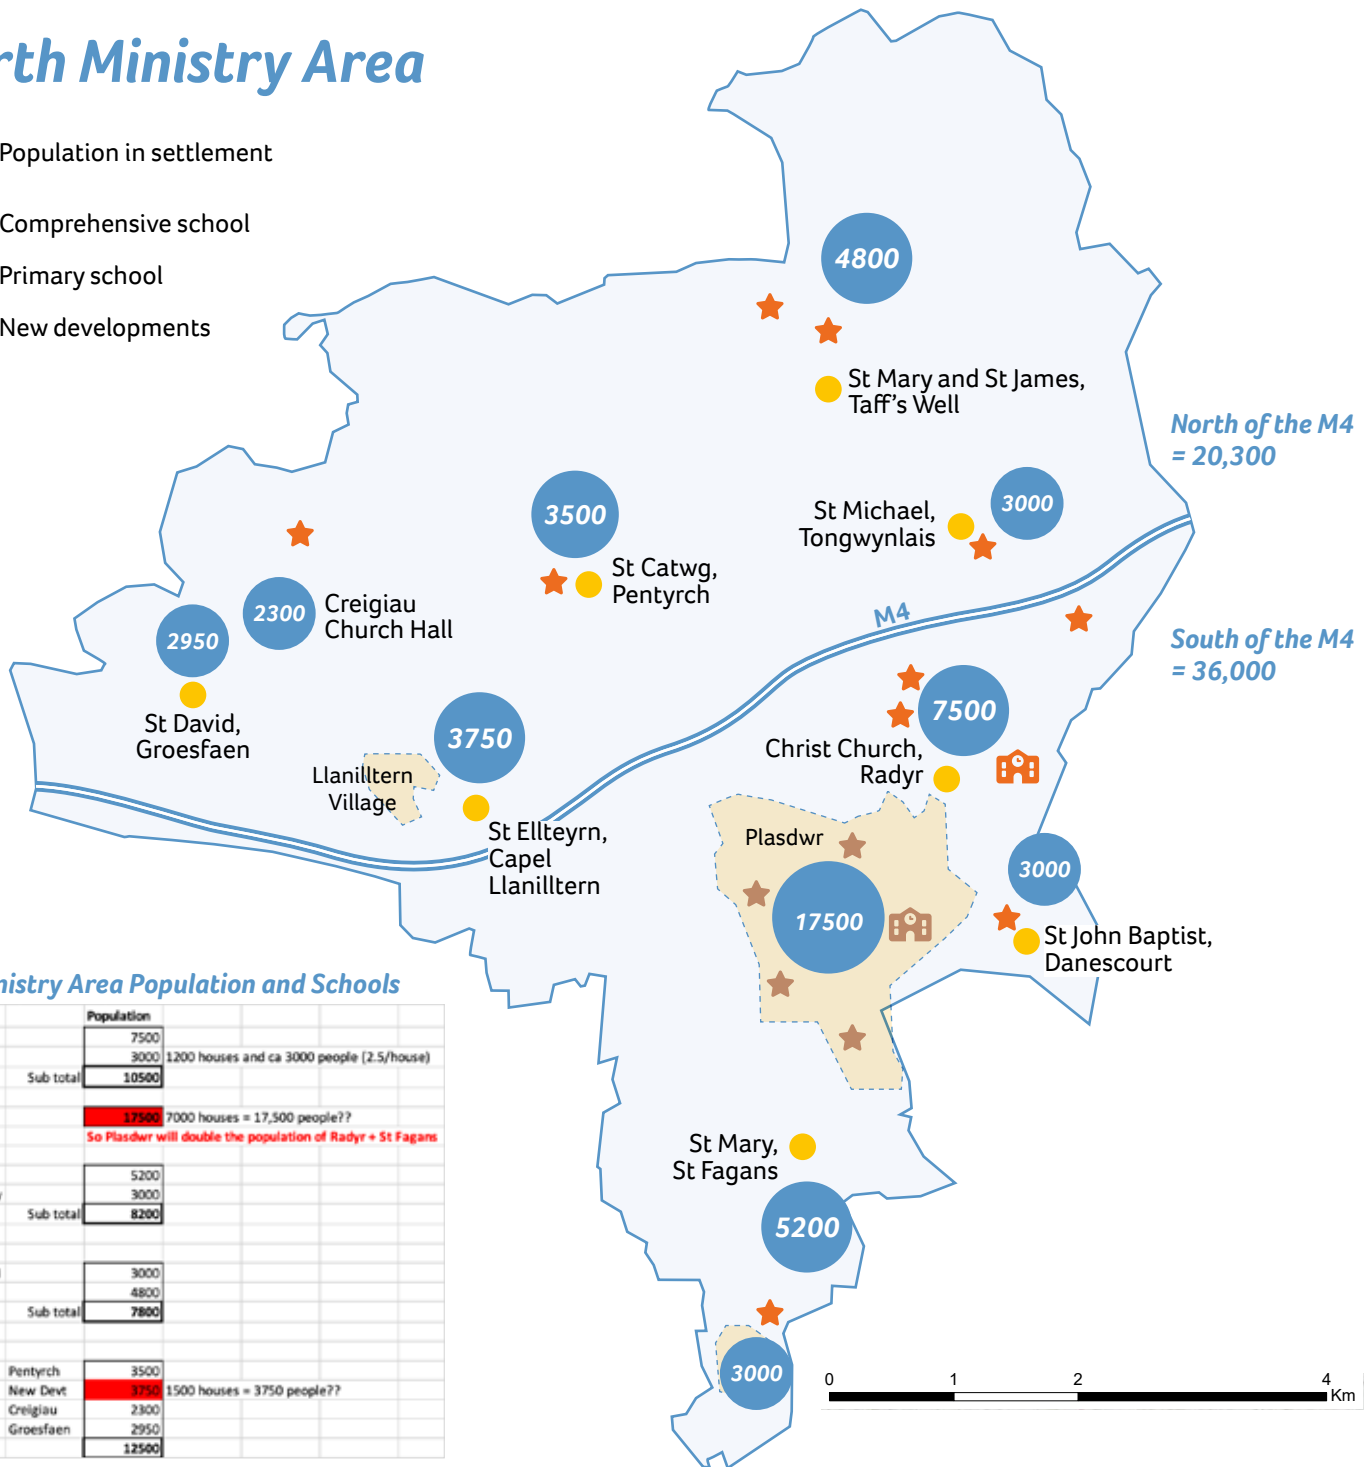 rth Ministry Area
Population in settlement
Comprehensive school
Primary school
New developments
4800
St Mary and St James,
Taff's Well
North of the M4
= 20,300
3500
3000
St Michael,
Tongwynlais
St Catwg,
Pentyrch
2300
Creigiau
Church Hall
2950
M4
South of the M4
= 36,000
St David,
Groesfaen
3750
7500
Christ Church,
Radyr
Llanilltern
Village
St Ellteyrn,
Capel
Llanilltern
Plasdwr
17500
3000
St John Baptist,
Danescourt
nistry Area Population and Schools
Population
7500
3000 1200 houses and ca 3000 people (2.5/house)
Sub total 10500
17500 7000 houses = 17,500 people??
So Plasdwr will double the population of Radyr + St Fagans
5200
3000
Sub total 8200
3000
4800
Sub total 7800
Pentyrch 3500
New Devt 3750 1500 houses = 3750 people??
Creigiau 2300
Groesfaen 2950
12500
St Mary,
St Fagans
5200
3000
0 1 2 4
Km